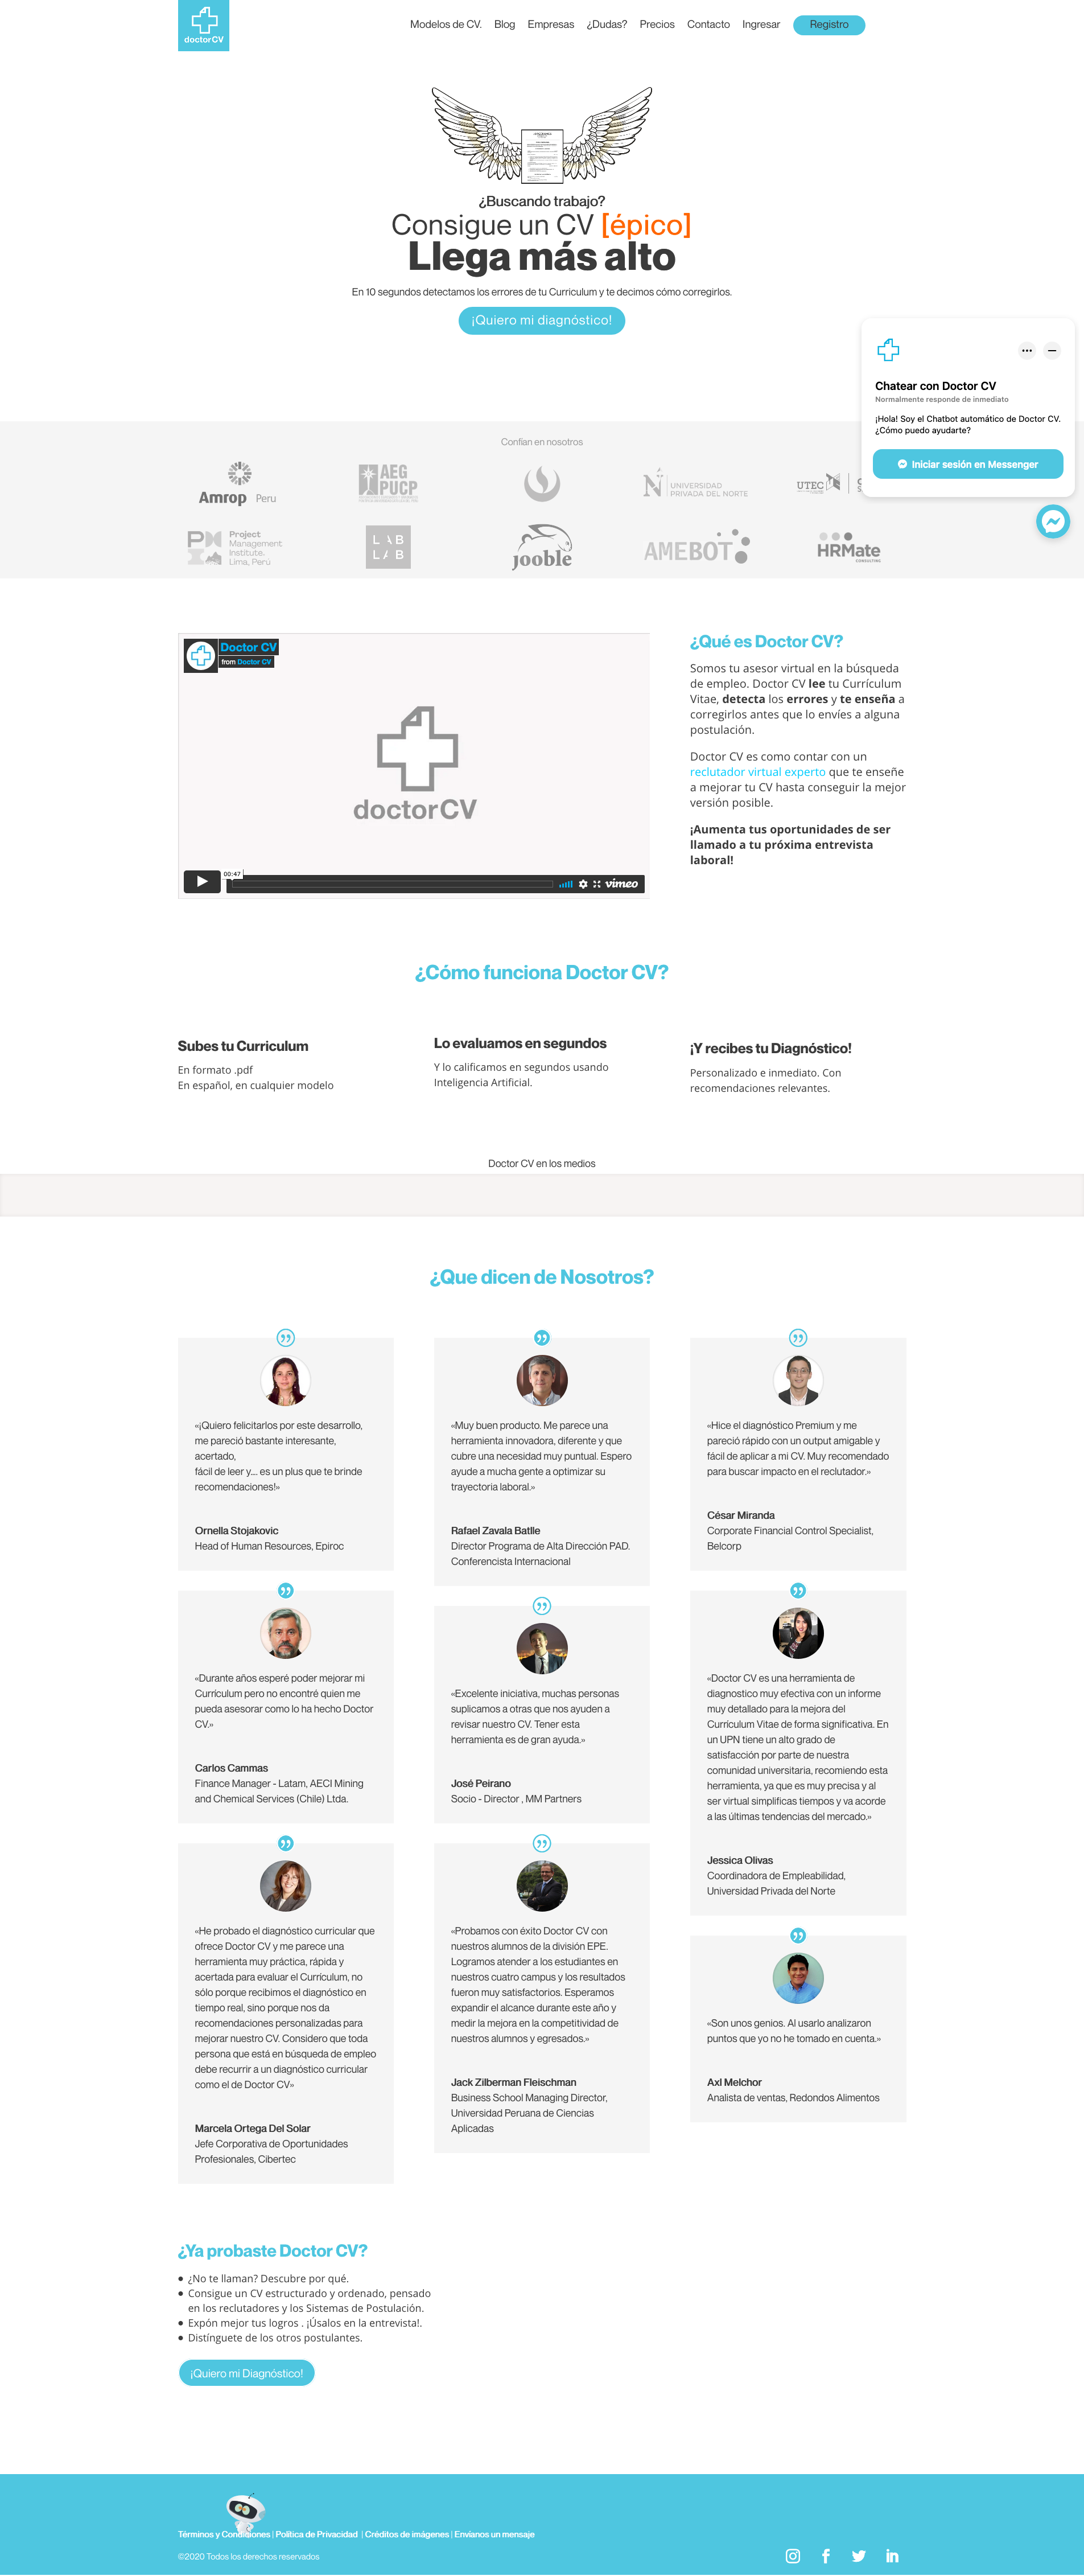 doctorCV
Modelos de CV. Blog Empresas ¿Dudas? Precios Contacto Ingresar Registro
¿Buscando trabajo?
Consigue un CV [épico]
Llega más alto
En 10 segundos detectamos los errores de tu Curriculum y te decimos cómo corregirlos.
¡Quiero mi diagnóstico!
Chatear con Doctor CV
Normalmente responde de inmediato
¡Hola! Soy el Chatbot automático de Doctor CV.
¿Cómo puedo ayudarte?
Iniciar sesión en Messenger
Confían en nosotros
Amrop Peru
AEG
PUCP
UNIVERSIDAD
PRIVADA DEL NORTE
UTEC
Project
Management
Institute.
Lima, Perú
LAB
LAB
jooble
AMEBOT
HRMate
CONSULTING
Doctor CV
from Doctor CV
doctorCV
00:47
vimeo
¿Qué es Doctor CV?
Somos tu asesor virtual en la búsqueda
de empleo. Doctor CV lee tu Currículum
Vitae, detecta los errores y te enseña a
corregirlos antes que lo envíes a alguna
postulación.
Doctor CV es como contar con un
reclutador virtual experto que te enseñe
a mejorar tu CV hasta conseguir la mejor
versión posible.
¡Aumenta tus oportunidades de ser
llamado a tu próxima entrevista
laboral!
¿Cómo funciona Doctor CV?
Subes tu Curriculum
En formato .pdf
En español, en cualquier modelo
Lo evaluamos en segundos
Y lo calificamos en segundos usando
Inteligencia Artificial.
¡Y recibes tu Diagnóstico!
Personalizado e inmediato. Con
recomendaciones relevantes.
Doctor CV en los medios
¿Que dicen de Nosotros?
«¡Quiero felicitarlos por este desarrollo,
me pareció bastante interesante,
acertado,
fácil de leer y.... es un plus que te brinde
recomendaciones!»
Ornella Stojakovic
Head of Human Resources, Epiroc
«Muy buen producto. Me parece una
herramienta innovadora, diferente y que
cubre una necesidad muy puntual. Espero
ayude a mucha gente a optimizar su
trayectoria laboral.»
Rafael Zavala Batlle
Director Programa de Alta Dirección PAD.
Conferencista Internacional
«Hice el diagnóstico Premium y me
pareció rápido con un output amigable y
fácil de aplicar a mi CV. Muy recomendado
para buscar impacto en el reclutador.»
César Miranda
Corporate Financial Control Specialist,
Belcorp
«Durante años esperé poder mejorar mi
Currículum pero no encontré quien me
pueda asesorar como lo ha hecho Doctor
CV.»
Carlos Cammas
Finance Manager - Latam, AECI Mining
and Chemical Services (Chile) Ltda.
«Excelente iniciativa, muchas personas
suplicamos a otras que nos ayuden a
revisar nuestro CV. Tener esta
herramienta es de gran ayuda.»
José Peirano
Socio - Director , MM Partners
«Doctor CV es una herramienta de
diagnostico muy efectiva con un informe
muy detallado para la mejora del
Currículum Vitae de forma significativa. En
un UPN tiene un alto grado de
satisfacción por parte de nuestra
comunidad universitaria, recomiendo esta
herramienta, ya que es muy precisa y al
ser virtual simplificas tiempos y va acorde
a las últimas tendencias del mercado.»
Jessica Olivas
Coordinadora de Empleabilidad,
Universidad Privada del Norte
«He probado el diagnóstico curricular que
ofrece Doctor CV y me parece una
herramienta muy práctica, rápida y
acertada para evaluar el Currículum, no
sólo porque recibimos el diagnóstico en
tiempo real, sino porque nos da
recomendaciones personalizadas para
mejorar nuestro CV. Considero que toda
persona que está en búsqueda de empleo
debe recurrir a un diagnóstico curricular
como el de Doctor CV»
Marcela Ortega Del Solar
Jefe Corporativa de Oportunidades
Profesionales, Cibertec
«Probamos con éxito Doctor CV con
nuestros alumnos de la división EPE.
Logramos atender a los estudiantes en
nuestros cuatro campus y los resultados
fueron muy satisfactorios. Esperamos
expandir el alcance durante este año y
medir la mejora en la competitividad de
nuestros alumnos y egresados.»
Jack Zilberman Fleischman
Business School Managing Director,
Universidad Peruana de Ciencias
Aplicadas
«Son unos genios. Al usarlo analizaron
puntos que yo no he tomado en cuenta.»
Axl Melchor
Analista de ventas, Redondos Alimentos
¿Ya probaste Doctor CV?
¿No te llaman? Descubre por qué.
Consigue un CV estructurado y ordenado, pensado
en los reclutadores y los Sistemas de Postulación.
Expón mejor tus logros . ¡Úsalos en la entrevista!.
Distínguete de los otros postulantes.
¡Quiero mi Diagnóstico!
Términos y Condiciones | Política de Privacidad | Créditos de imágenes | Envíanos un mensaje
©2020 Todos los derechos reservados